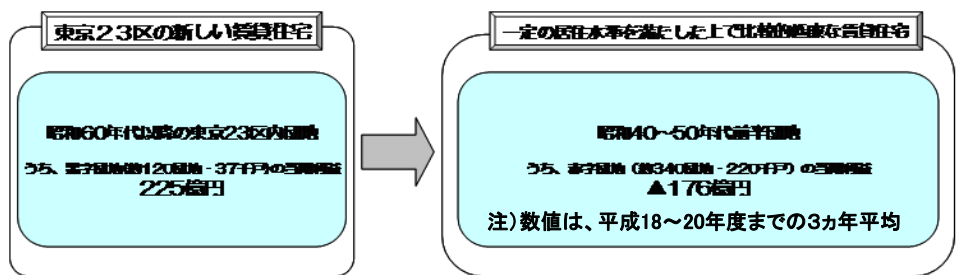 東京23区の新しい賃貸住宅
昭和60年代以降の東京23区内団地
うち、黒字団地(約120団地・37千戸)の当期利益
225億円
一定の居住水準を満たした上で比較的低廉な賃貸住宅
昭和40~50年代前半団地
うち、赤字団地(約340団地・220千戸)の当期利益
▲176億円
注)数値は、平成18~20年度までの3ヵ年平均